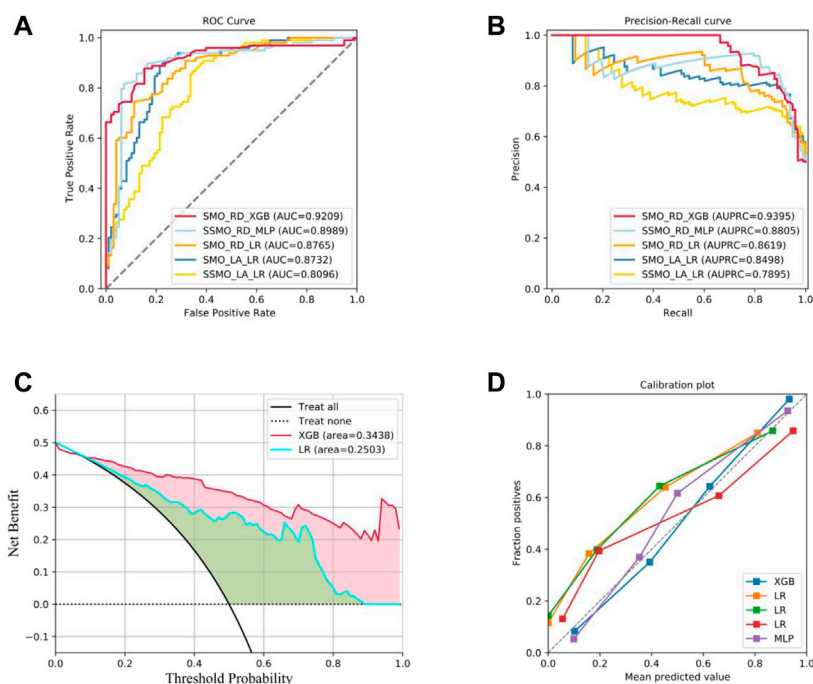 A
ROC Curve
True Positive Rate
1.0
0.8
0.6
0.4
0.2
0.0
SMO_RD_XGB (AUC=0.9209)
SSMO_RD_MLP (AUC=0.8989)
SMO_RD_LR (AUC=0.8765)
SMO_LA_LR (AUC=0.8732)
SSMO_LA_LR (AUC=0.8096)
0.0 0.2 0.4 0.6 0.8 1.0
False Positive Rate
B
Precision-Recall curve
Precision
1.0
0.8
0.6
0.4
0.2
0.0
SMO_RD_XGB (AUPRC=0.9395)
SSMO_RD_MLP (AUPRC=0.8805)
SMO_RD_LR (AUPRC=0.8619)
SMO_LA_LR (AUPRC=0.8498)
SSMO_LA_LR (AUPRC=0.7895)
0.0 0.2 0.4 0.6 0.8 1.0
Recall
C
Net Benefit
0.6
0.5
0.4
0.3
0.2
0.1
0.0
−0.1
Treat all
Treat none
XGB (area=0.3438)
LR (area=0.2503)
0.0 0.2 0.4 0.6 0.8 1.0
Threshold Probability
D
Calibration plot
Fraction positives
1.0
0.8
0.6
0.4
0.2
0.0
XGB
LR
LR
LR
MLP
0.0 0.2 0.4 0.6 0.8 1.0
Mean predicted value